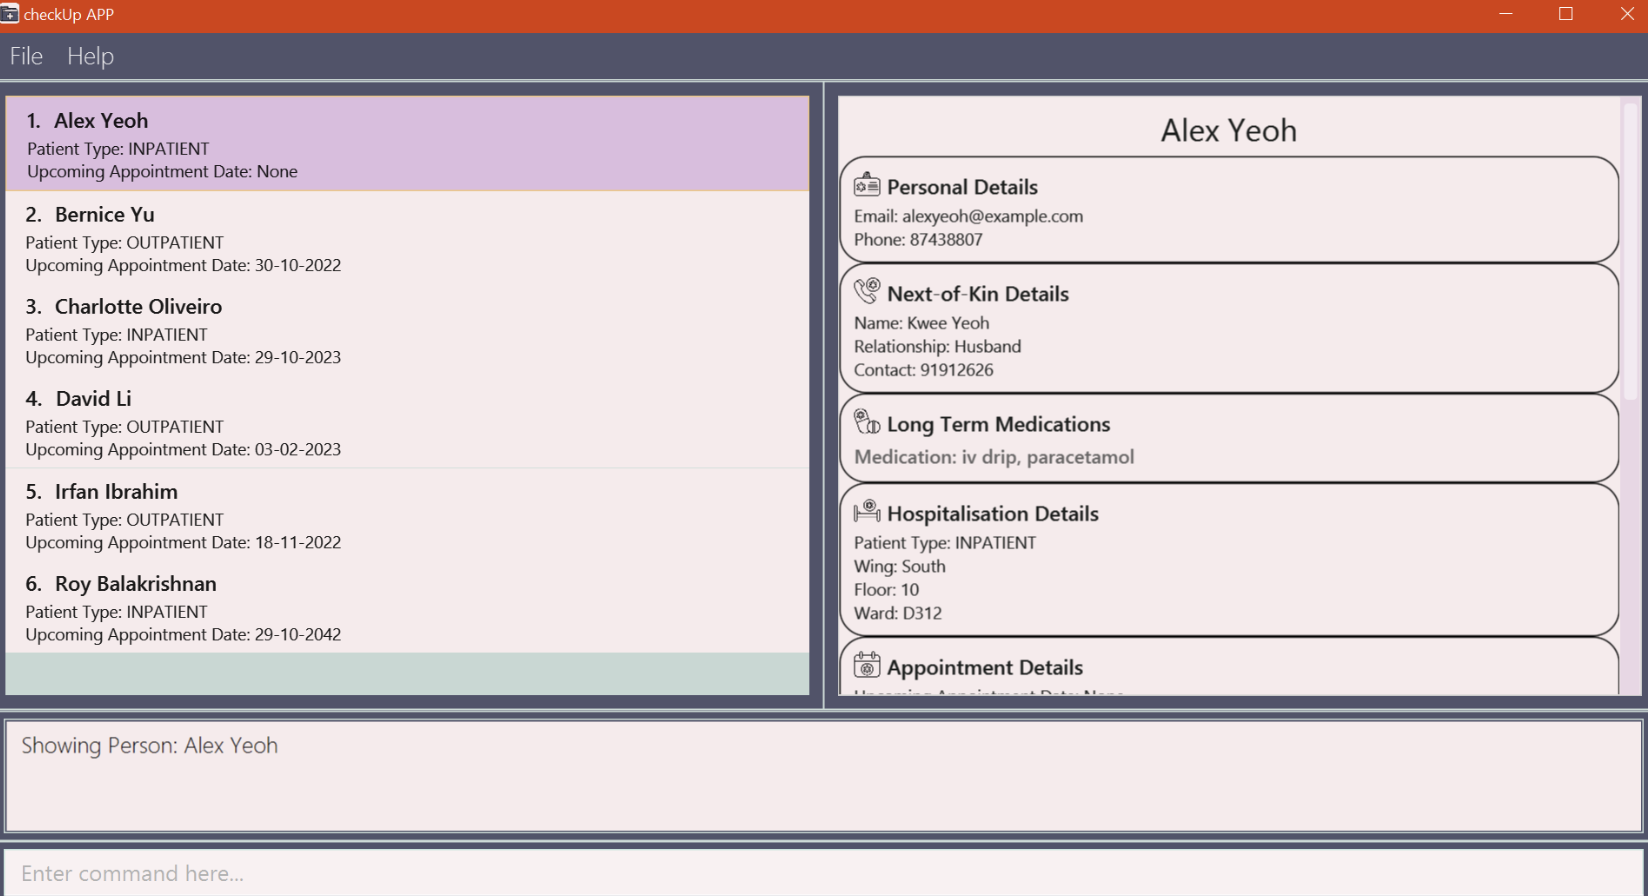 checkUp APP
File Help
1. Alex Yeoh
Patient Type: INPATIENT
Upcoming Appointment Date: None
2. Bernice Yu
Patient Type: OUTPATIENT
Upcoming Appointment Date: 30-10-2022
3. Charlotte Oliveiro
Patient Type: INPATIENT
Upcoming Appointment Date: 29-10-2023
4. David Li
Patient Type: OUTPATIENT
Upcoming Appointment Date: 03-02-2023
5. Irfan Ibrahim
Patient Type: OUTPATIENT
Upcoming Appointment Date: 18-11-2022
6. Roy Balakrishnan
Patient Type: INPATIENT
Upcoming Appointment Date: 29-10-2042
Alex Yeoh
Personal Details
Email: alexyeoh@example.com
Phone: 87438807
Next-of-Kin Details
Name: Kwee Yeoh
Relationship: Husband
Contact: 91912626
Long Term Medications
Medication: iv drip, paracetamol
Hospitalisation Details
Patient Type: INPATIENT
Wing: South
Floor: 10
Ward: D312
Appointment Details
Upcoming Appointment Date: None
Showing Person: Alex Yeoh
Enter command here...